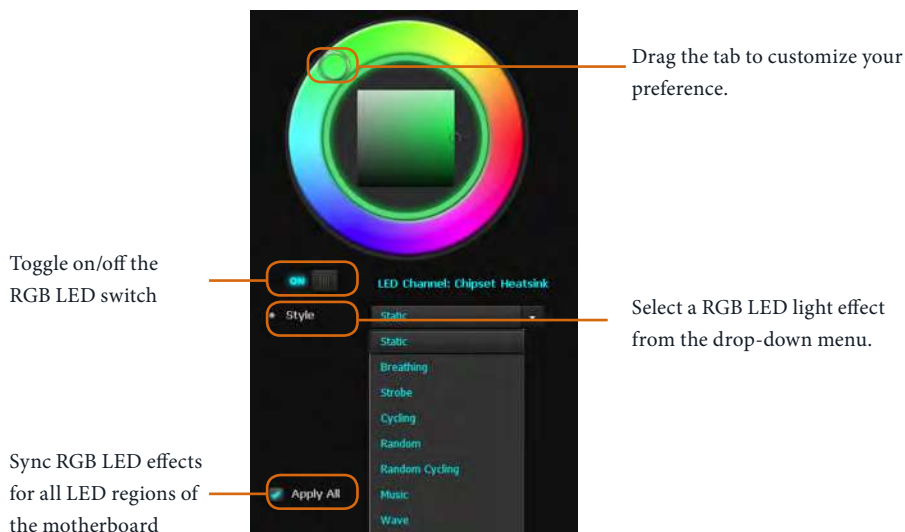 Drag the tab to customize your
preference.
Toggle on/off the
RGB LED switch
ON
LED Channel: Chipset Heatsink
Style
Static
Select a RGB LED light effect
from the drop-down menu.
Static
Breathing
Strobe
Cycling
Random
Random Cycling
Music
Wave
Sync RGB LED effects
for all LED regions of
the motherboard
Apply All